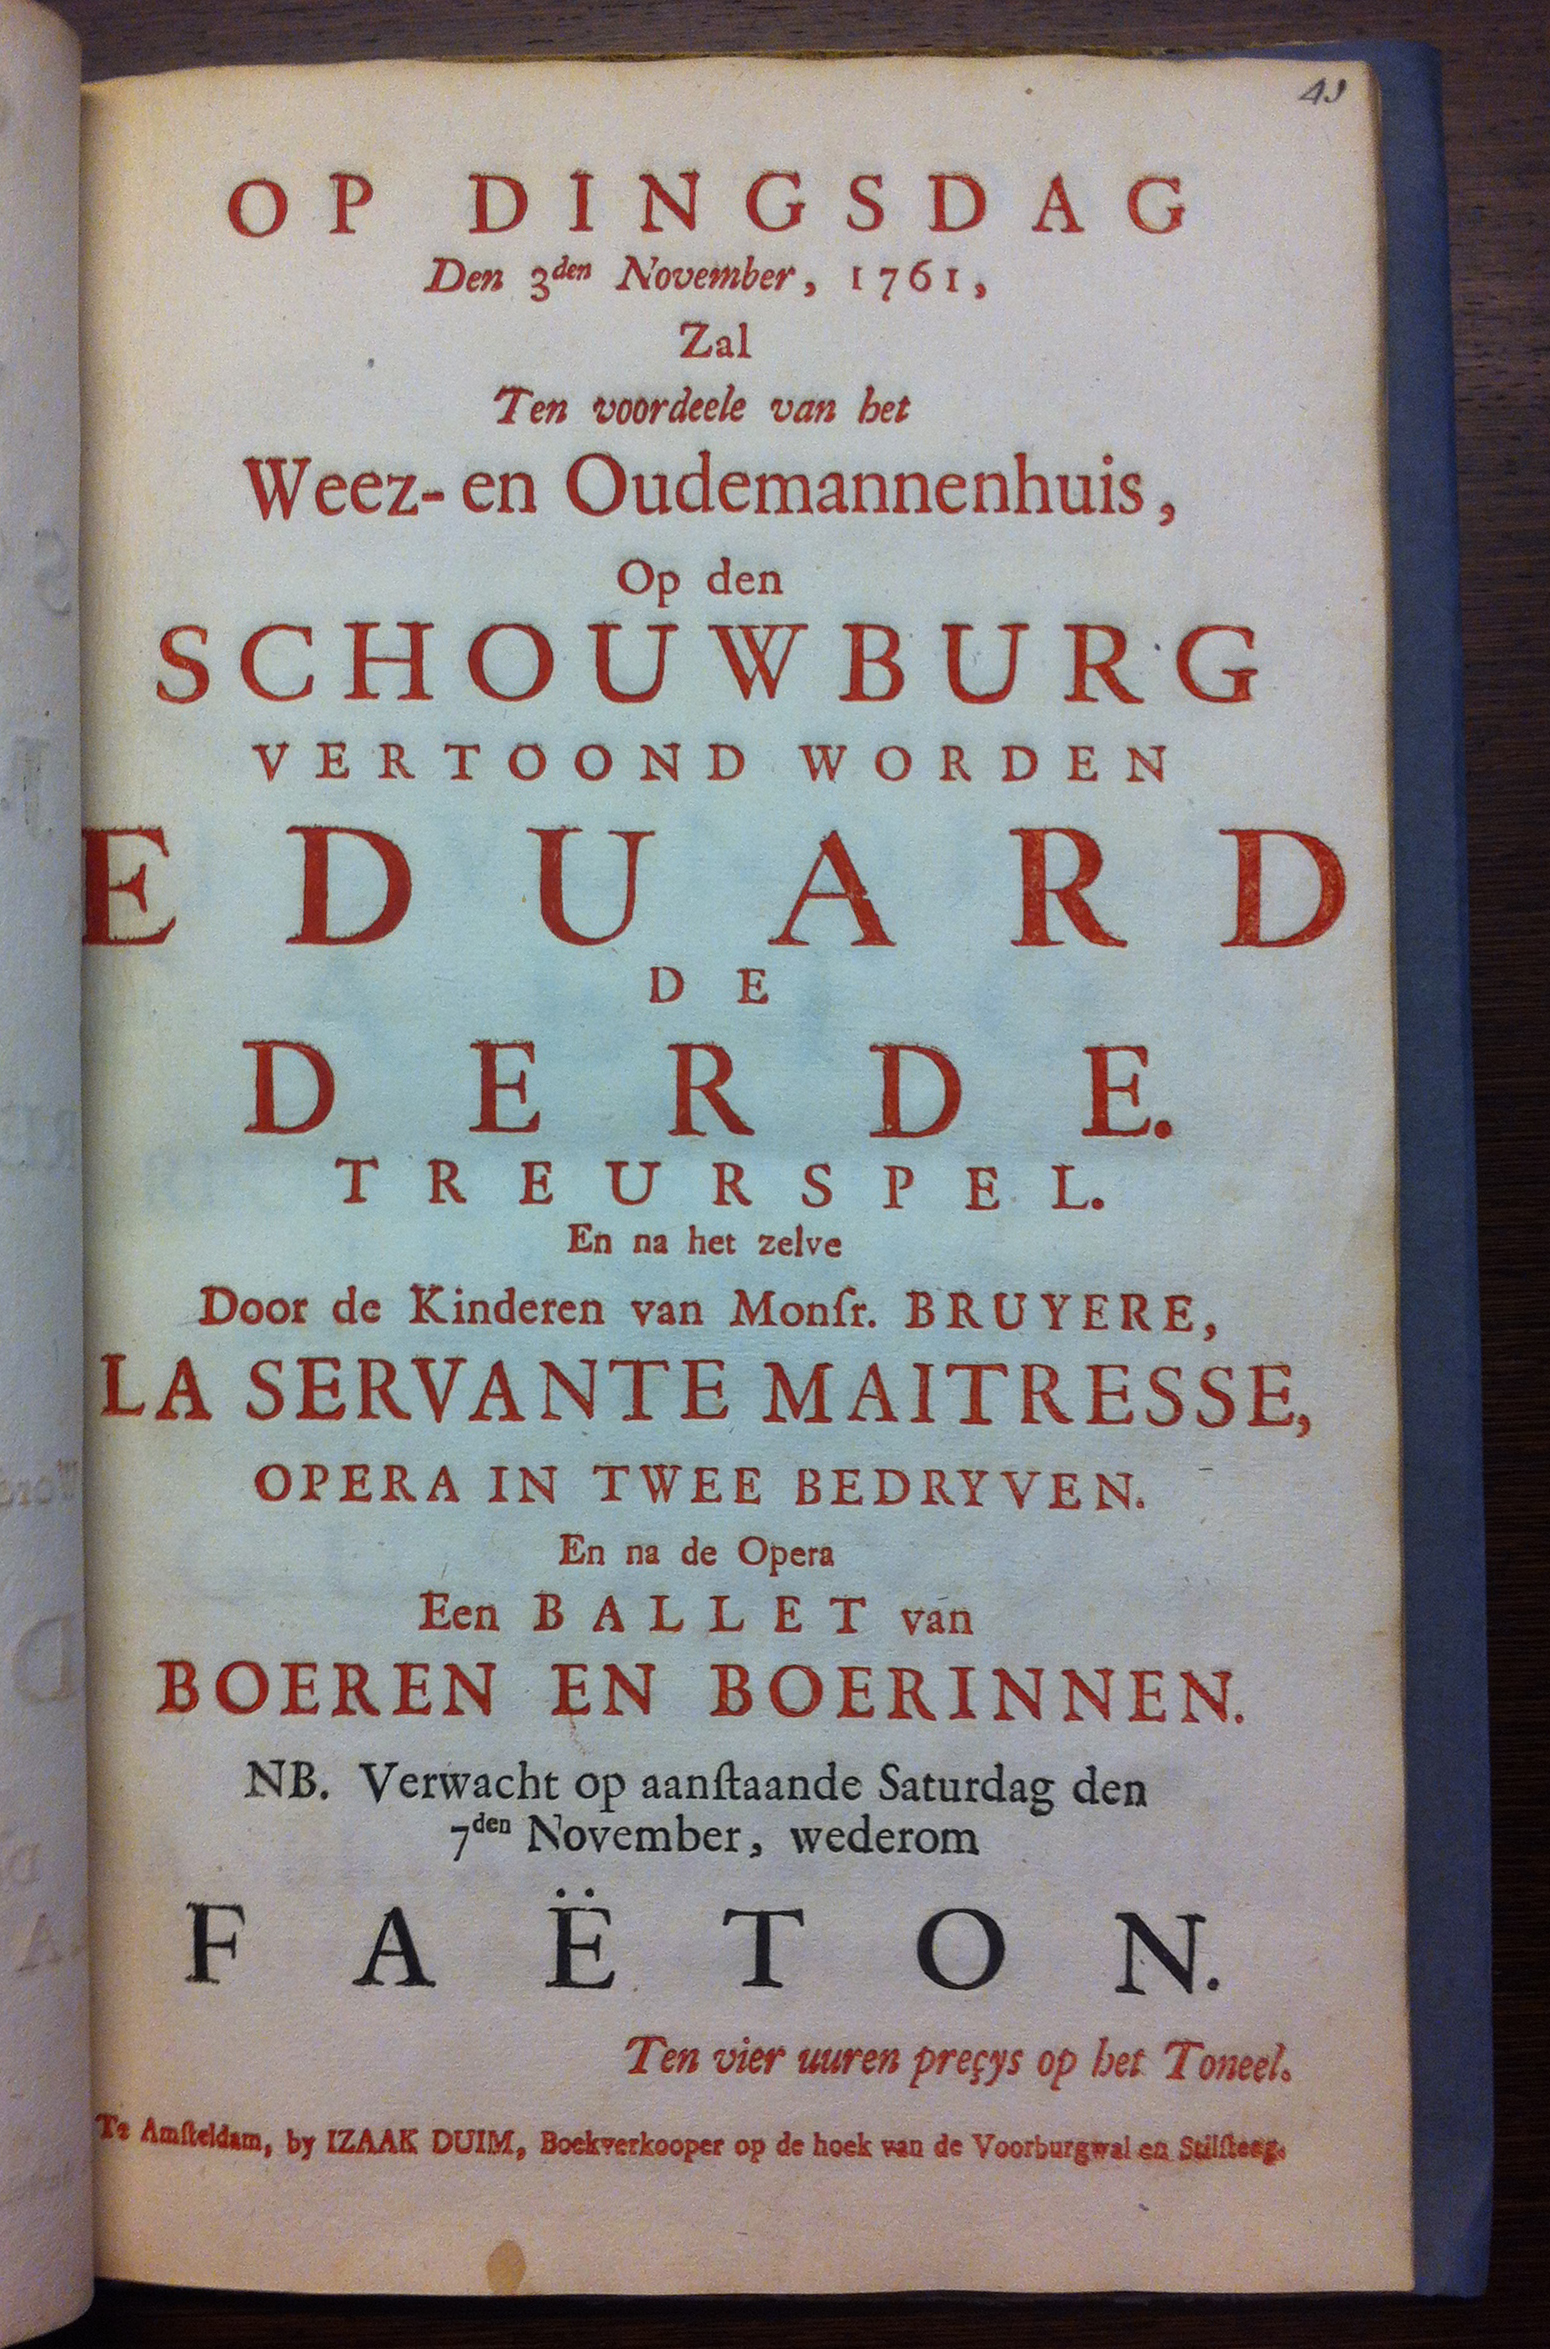 43
OP DINGSDAG
Den 3den November, 1761,
Zal
Ten voordeele van het
Weez- en Oudemannenhuis,
Op den
SCHOUWBURG
VERTOOND WORDEN
EDUARD
DE
DERDE.
TREURSPEL.
En na het zelve
Door de Kinderen van Monſr. BRUYERE,
LA SERVANTE MAITRESSE,
OPERA IN TWEE BEDRYVEN.
En na de Opera
Een BALLET van
BOEREN EN BOERINNEN.
NB. Verwacht op aanſtaande Saturdag den
7den November, wederom
FAËTON.
Ten vier uuren preçys op het Toneel.
Te Amſteldam, by IZAAK DUIM, Boekverkooper op de hoek van de Voorburgwal en Stilſteeg.